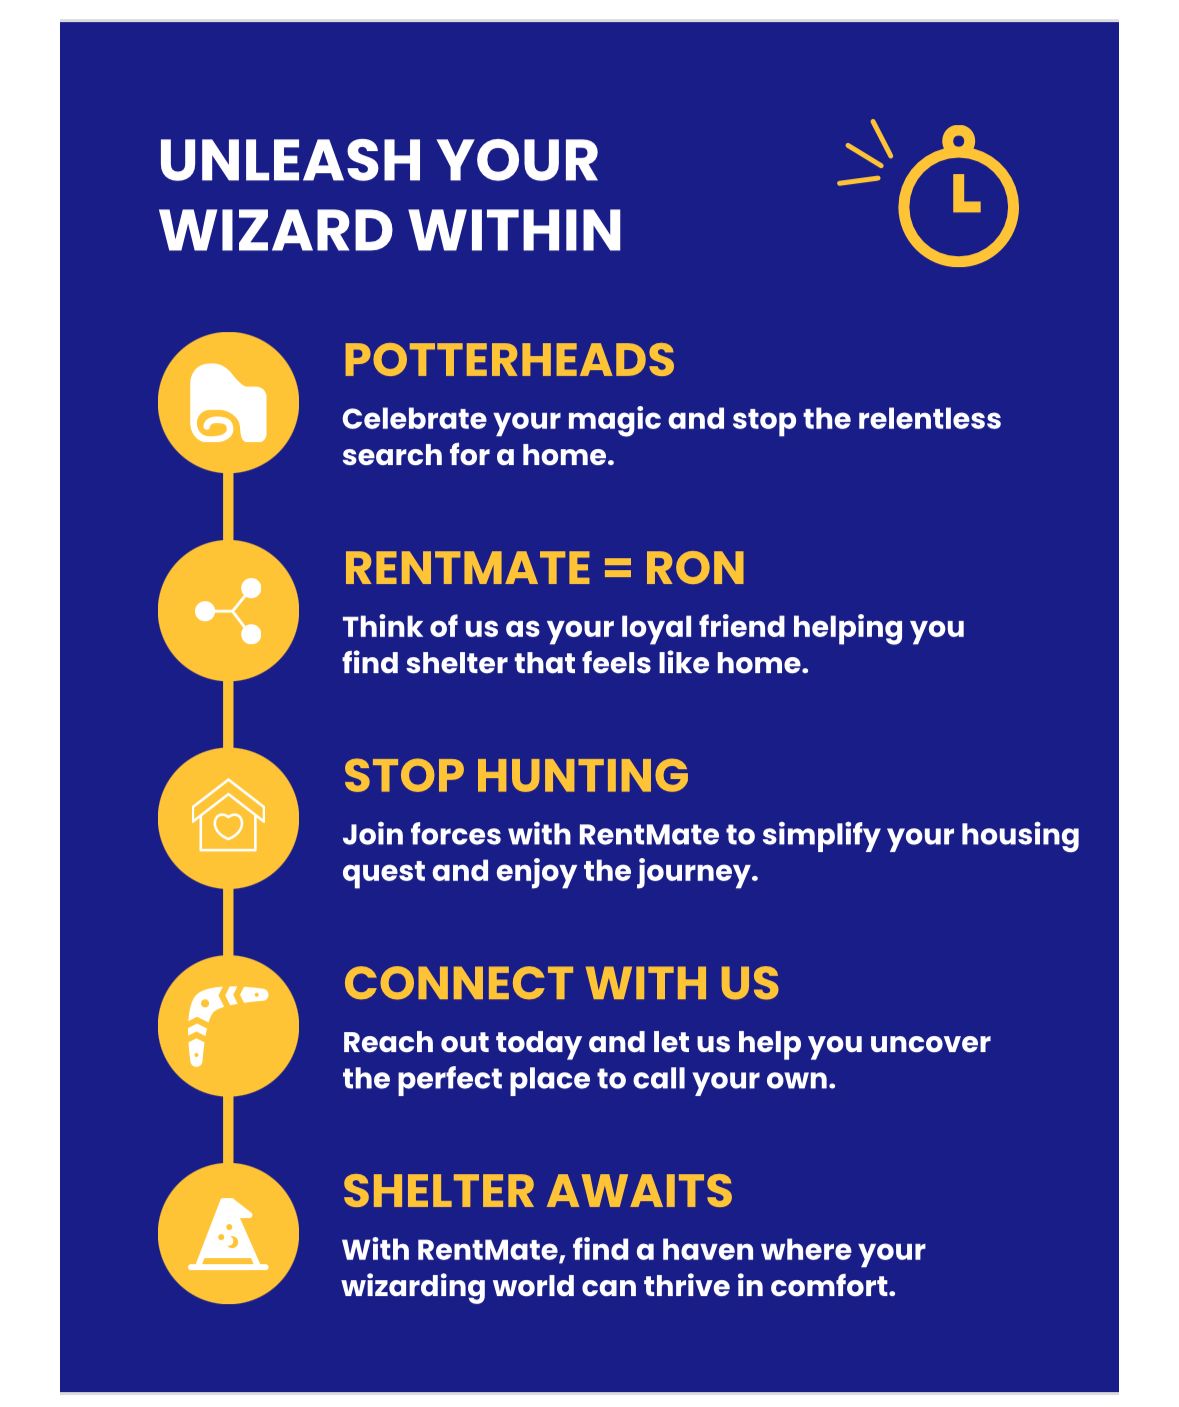 UNLEASH YOUR
WIZARD WITHIN
POTTERHEADS
Celebrate your magic and stop the relentless
search for a home.
RENTMATE = RON
Think of us as your loyal friend helping you
find shelter that feels like home.
STOP HUNTING
Join forces with RentMate to simplify your housing
quest and enjoy the journey.
CONNECT WITH US
Reach out today and let us help you uncover
the perfect place to call your own.
SHELTER AWAITS
With RentMate, find a haven where your
wizarding world can thrive in comfort.